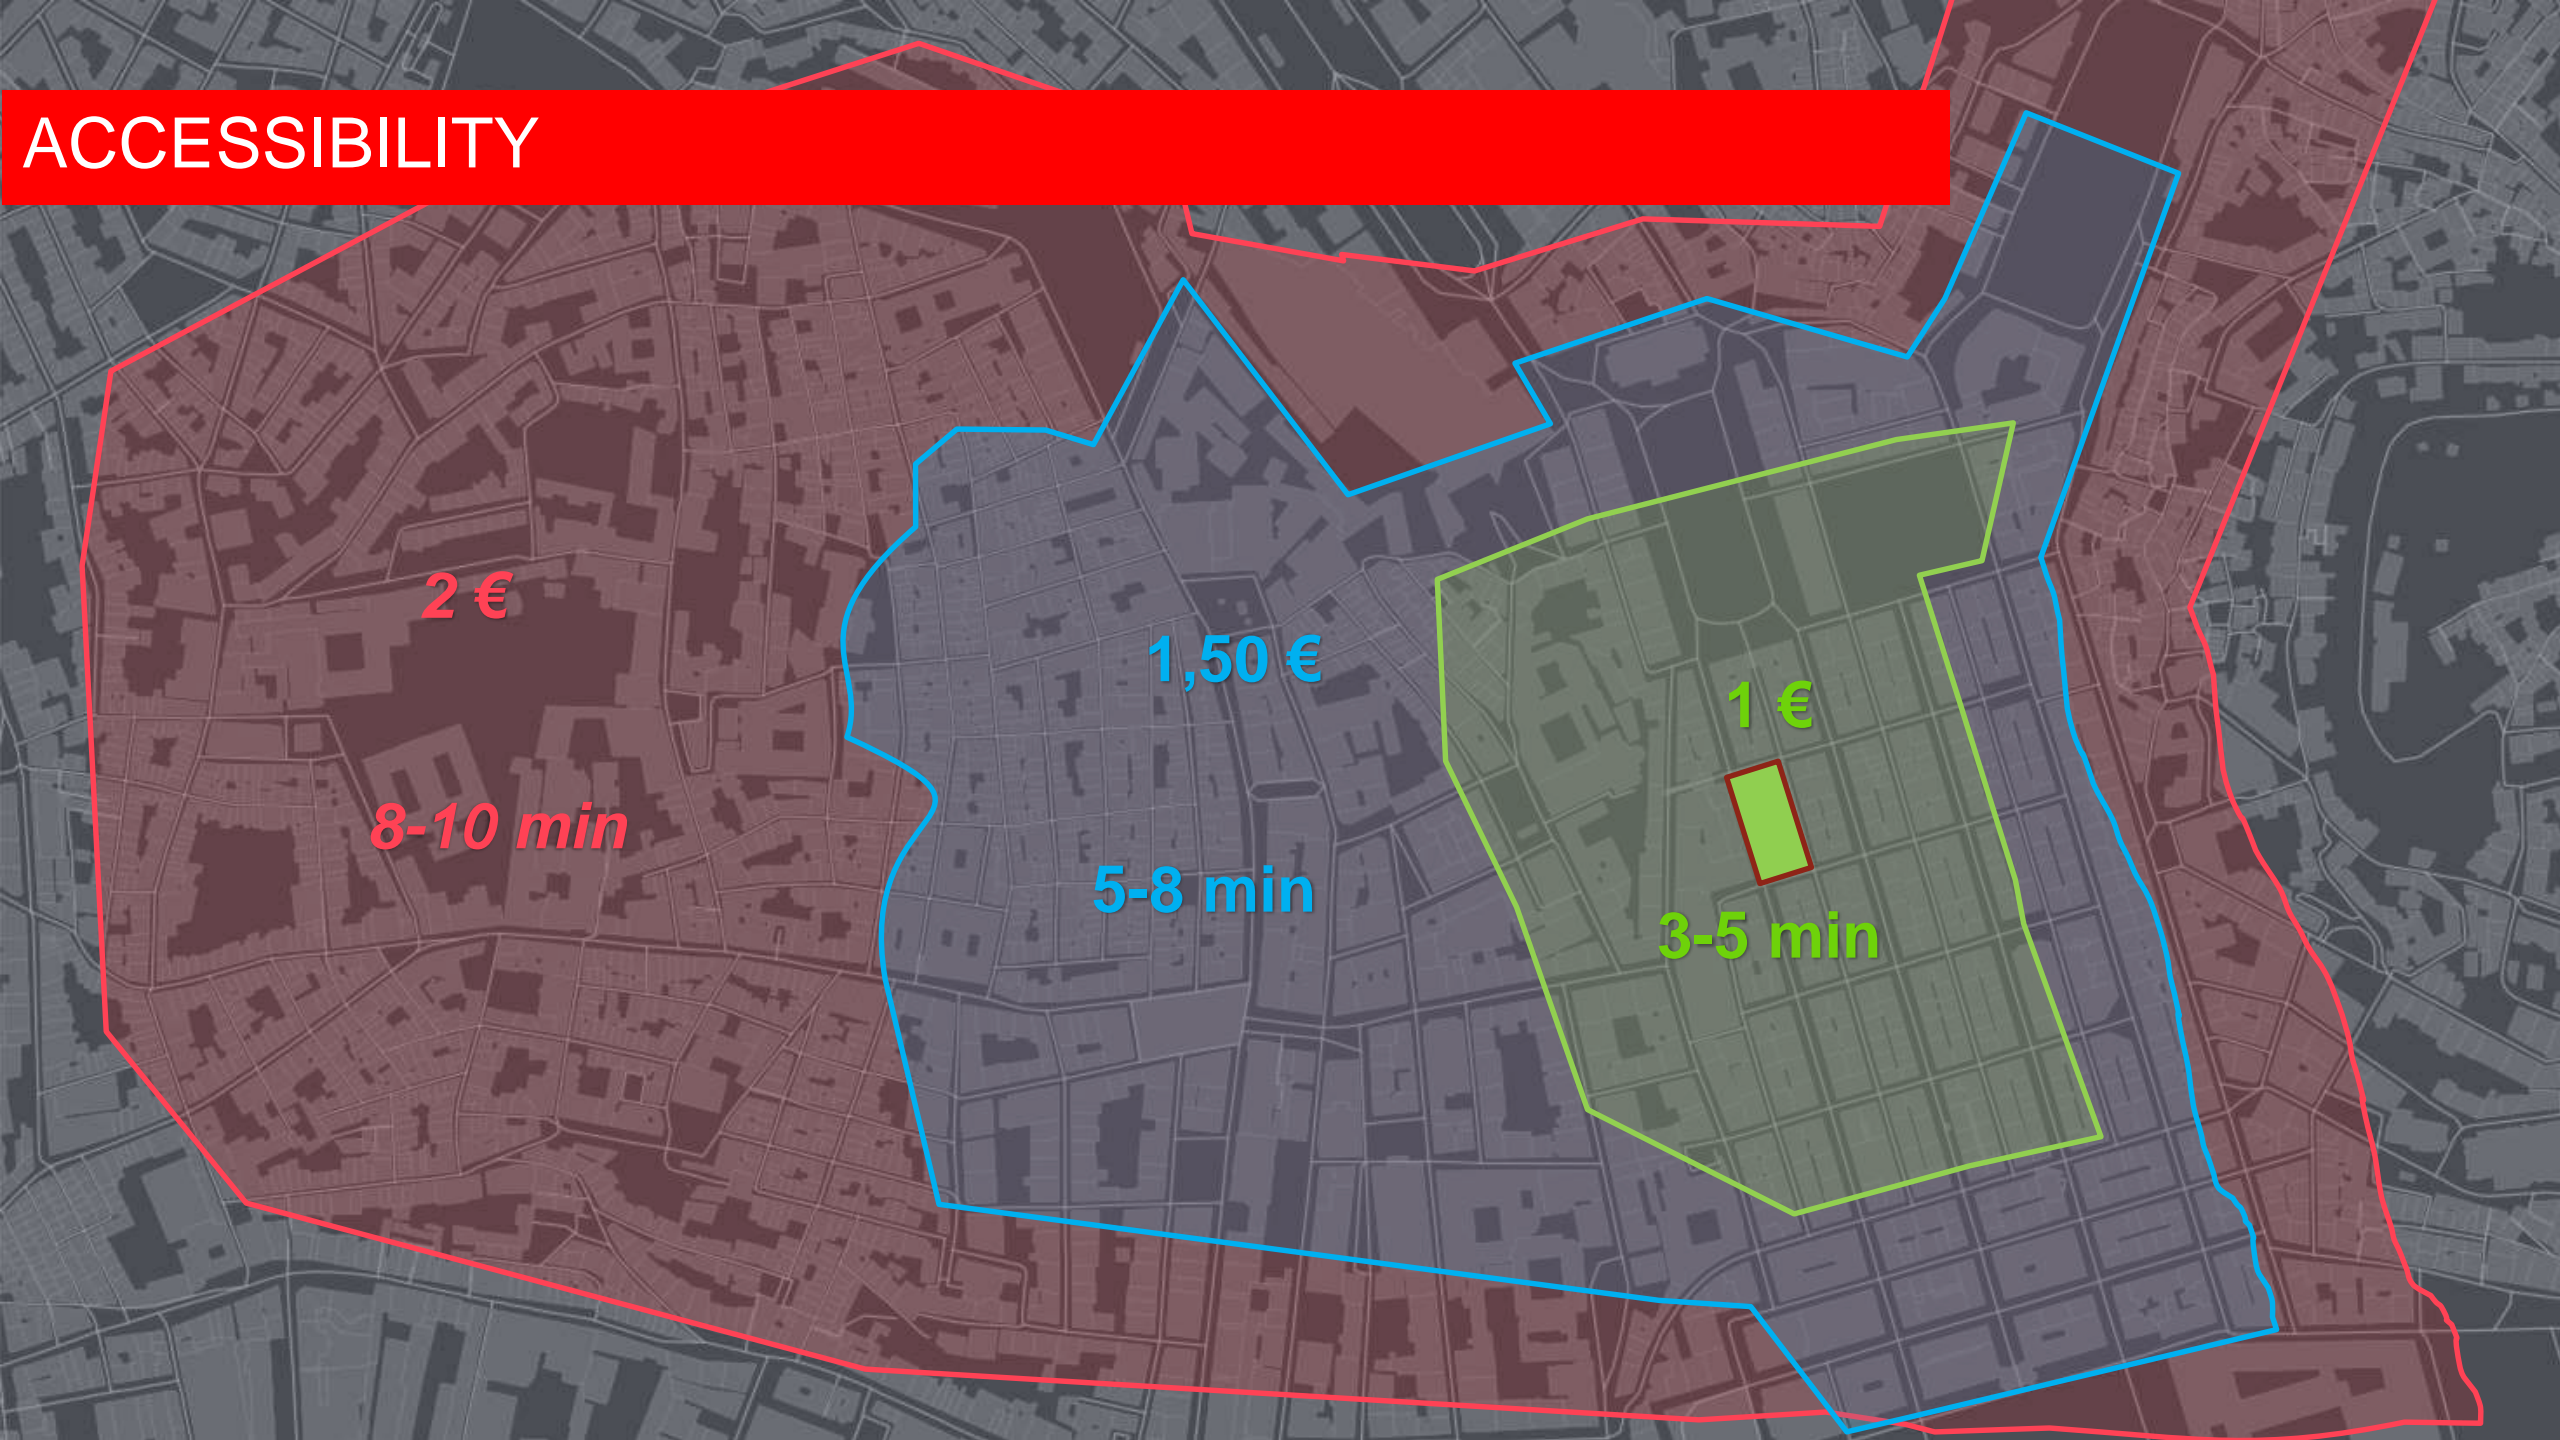 ACCESSIBILITY
2 €
1,50 €
1 €
8-10 min
5-8 min
3-5 min